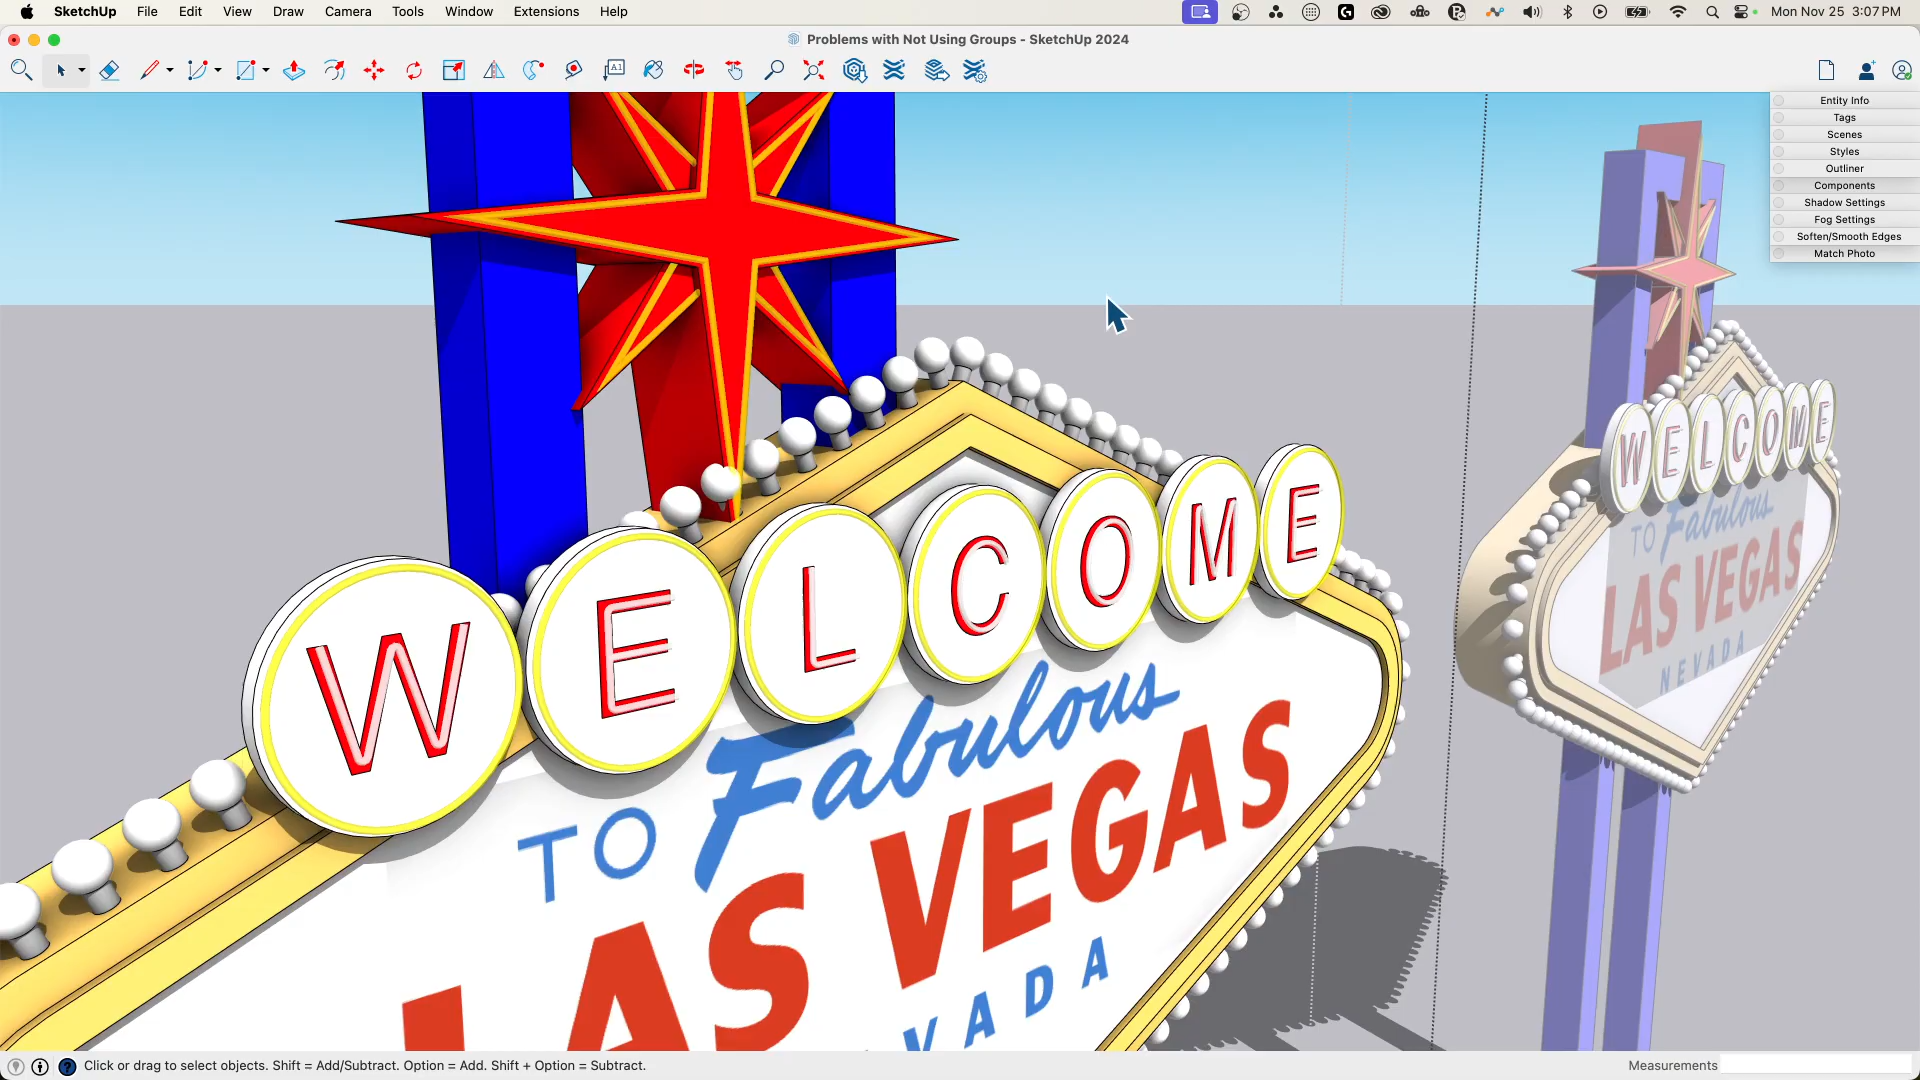 SketchUp File Edit View Draw Camera Tools Window Extensions Help
Mon Nov 25 3:07 PM
Problems with Not Using Groups - SketchUp 2024
A1
Entity Info
Tags
Scenes
Styles
Outliner
Components
Shadow Settings
Fog Settings
Soften/Smooth Edges
Match Photo
WELCOME
TO Fabulous
LAS VEGAS
VADA
WELCOME
TO Fabulous
LAS VEGAS
NEVADA
Click or drag to select objects. Shift = Add/Subtract. Option = Add. Shift + Option = Subtract.
Measurements